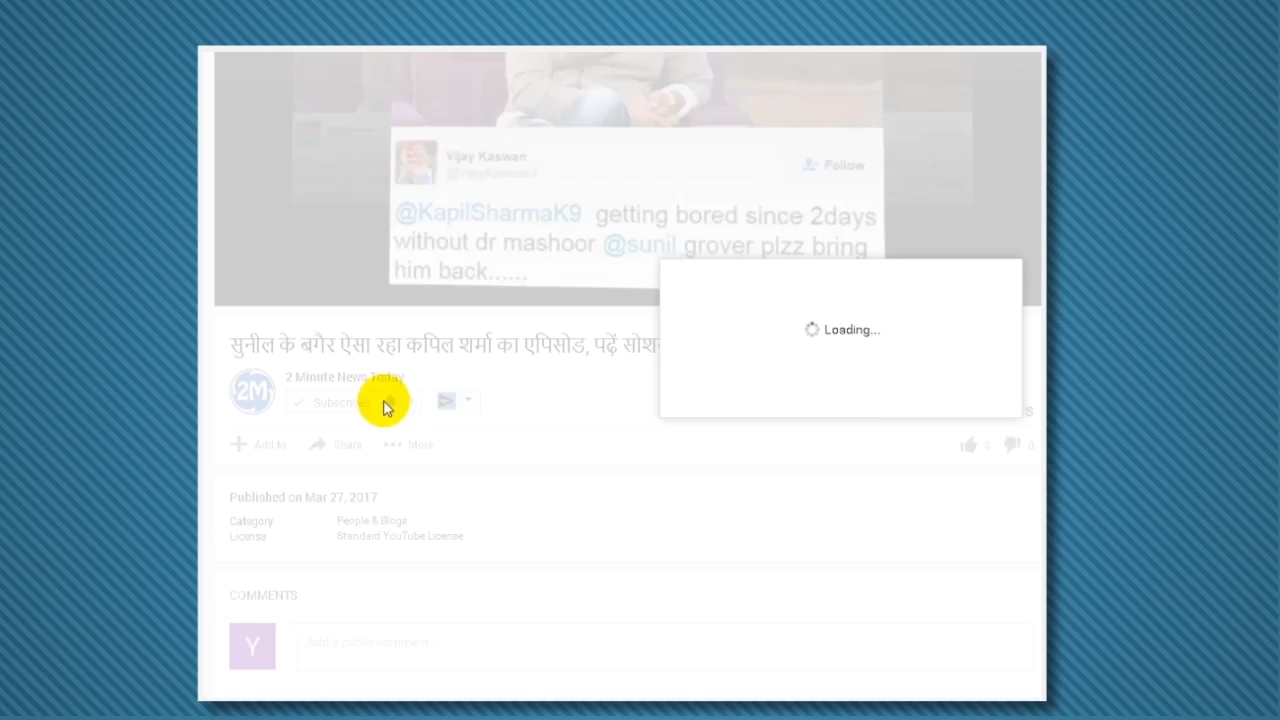 Vijay Kaswan
Follow
@KapilSharmaK9 getting bored since 2days
without dr mashoor @sunil grover plzz bring
him back......
Loading...
सुनील के बगैर ऐसा रहा कपिल शर्मा का एपिसोड, पढ़ें
2 Minute News Today
2M
Subscribed
Add to
Share
More
0
0
Published on Mar 27, 2017
Category People & Blogs
License Standard YouTube License
COMMENTS
Y
Add a public comment...